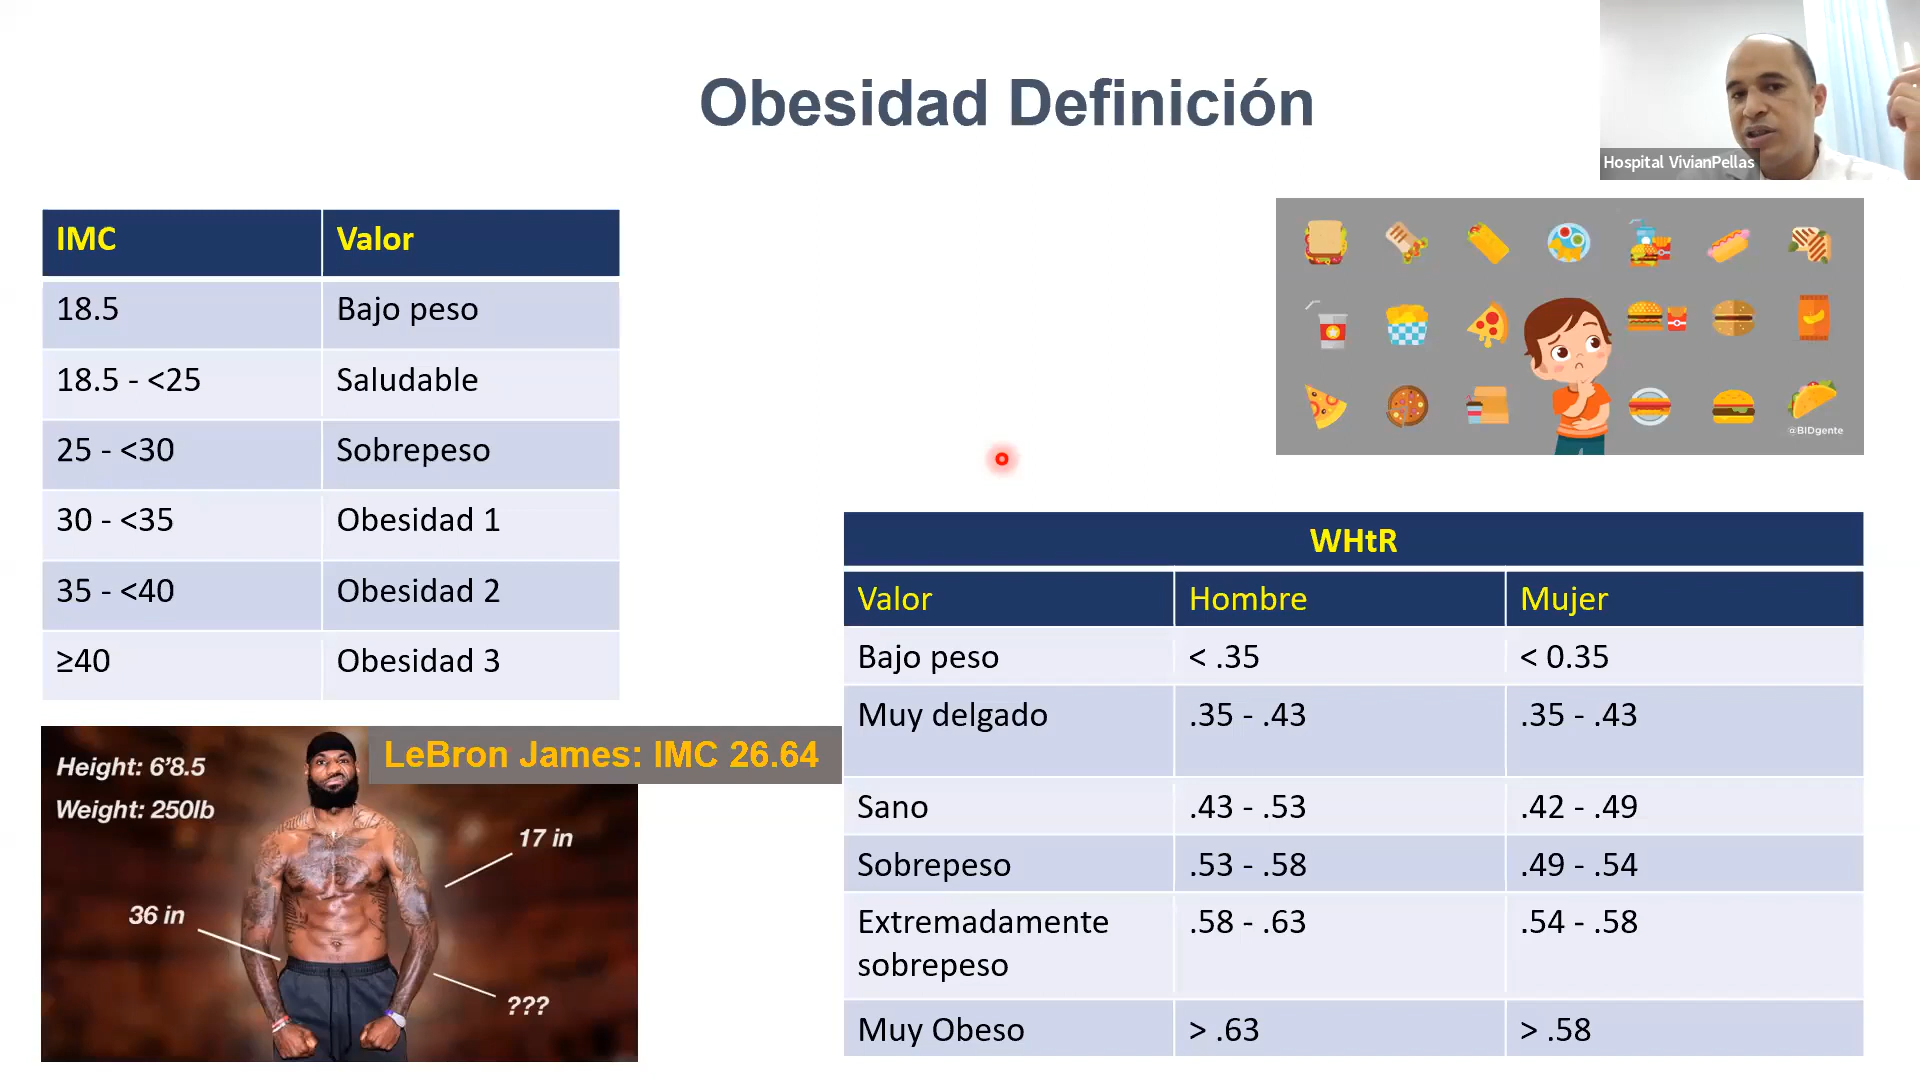 Obesidad Definición
Hospital VivianPellas
IMC Valor
18.5 Bajo peso
18.5 - <25 Saludable
25 - <30 Sobrepeso
30 - <35 Obesidad 1
35 - <40 Obesidad 2
≥40 Obesidad 3
@BIDgente
LeBron James: IMC 26.64
Height: 6'8.5
Weight: 250lb
17 in
36 in
???
WHtR
Valor Hombre Mujer
Bajo peso < .35 < 0.35
Muy delgado .35 - .43 .35 - .43
Sano .43 - .53 .42 - .49
Sobrepeso .53 - .58 .49 - .54
Extremadamente .58 - .63 .54 - .58
sobrepeso
Muy Obeso > .63 > .58